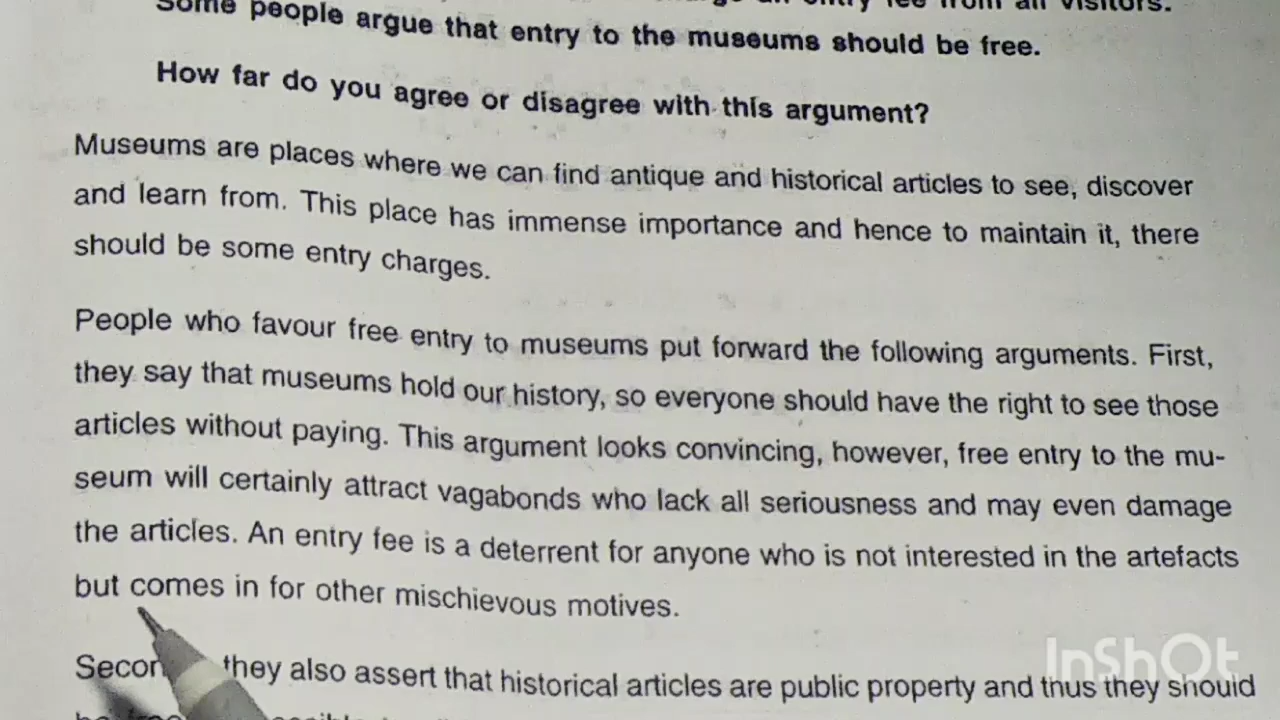 entry fee from all visitors.
Some people argue that entry to the museums should be free.
How far do you agree or disagree with this argument?
Museums are places where we can find antique and historical articles to see, discover
and learn from. This place has immense importance and hence to maintain it, there
should be some entry charges.
People who favour free entry to museums put forward the following arguments. First,
they say that museums hold our history, so everyone should have the right to see those
articles without paying. This argument looks convincing, however, free entry to the mu-
seum will certainly attract vagabonds who lack all seriousness and may even damage
the articles. An entry fee is a deterrent for anyone who is not interested in the artefacts
but comes in for other mischievous motives.
they also assert that historical articles are public property and thus they should
InShOt